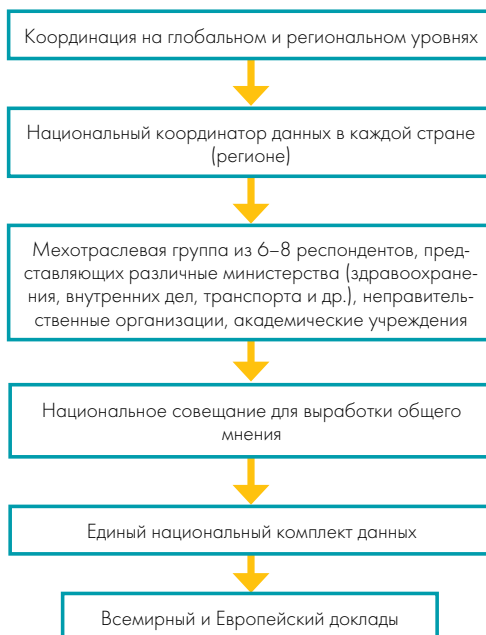 Координация на глобальном и региональном уровнях
Национальный координатор данных в каждой стране
(регионе)
Мехотраслевая группа из 6–8 респондентов, пред-
ставляющих различные министерства (здравоохране-
ния, внутренних дел, транспорта и др.), неправитель-
ственные организации, академические учреждения
Национальное совещание для выработки общего
мнения
Единый национальный комплект данных
Всемирный и Европейский доклады